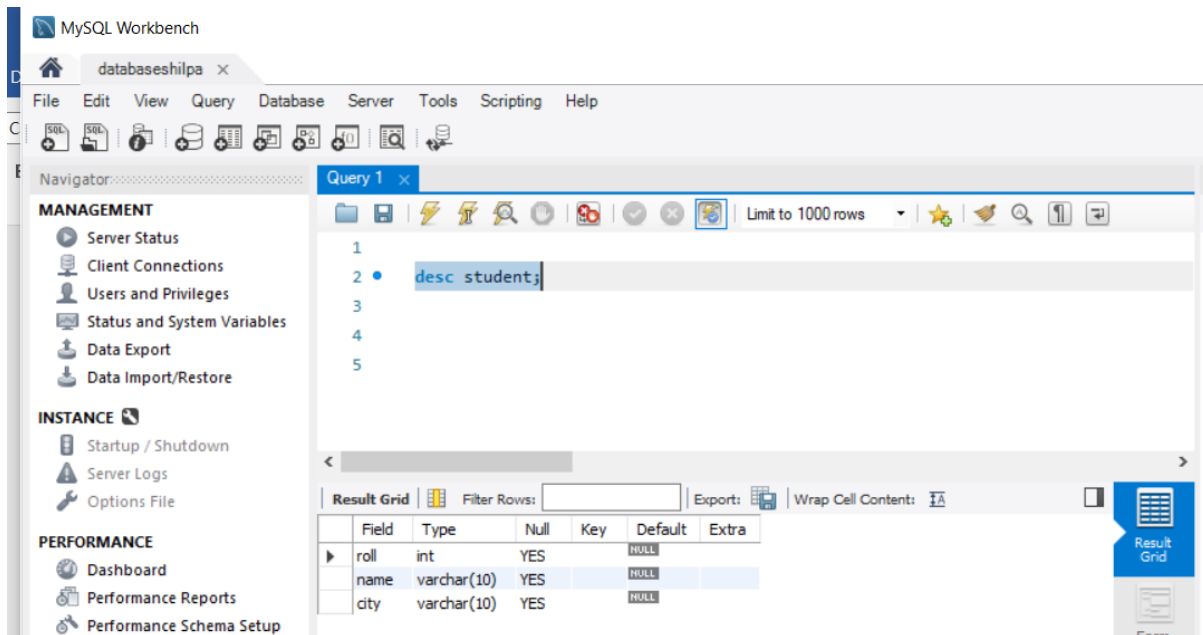 MySQL Workbench
databaseshilpa
File Edit View Query Database Server Tools Scripting Help
Navigator
Query 1
MANAGEMENT
Server Status
Client Connections
Users and Privileges
Status and System Variables
Data Export
Data Import/Restore
INSTANCE
Startup / Shutdown
Server Logs
Options File
PERFORMANCE
Dashboard
Performance Reports
Performance Schema Setup
Limit to 1000 rows
1
2 desc student;
3
4
5
Result Grid Filter Rows: Export: Wrap Cell Content:
Field Type Null Key Default Extra
roll int YES NULL
name varchar(10) YES NULL
city varchar(10) YES NULL
Result
Grid